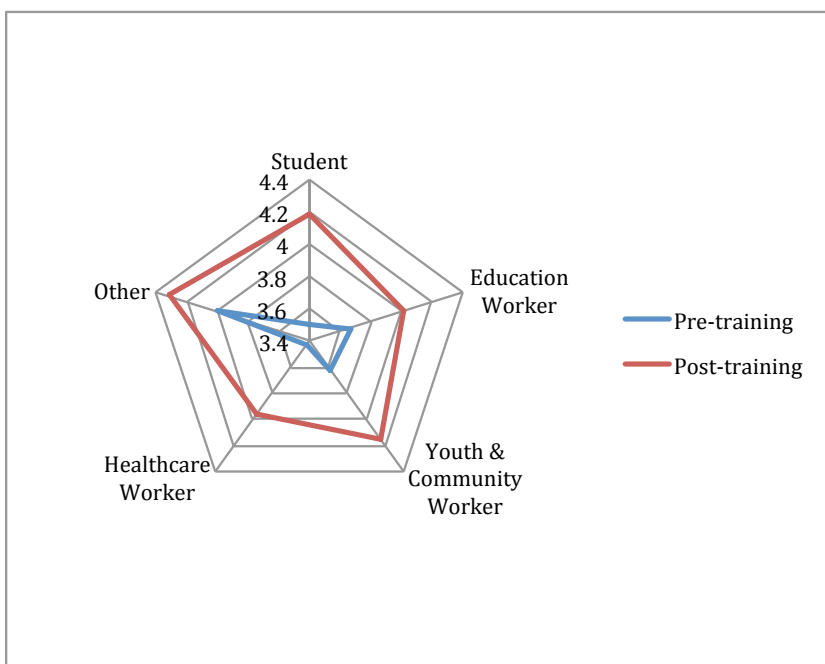 Student
4.4
4.2
4
3.8
3.6
3.4
Education
Worker
Other
Pre-training
Post-training
Healthcare
Worker
Youth &
Community
Worker